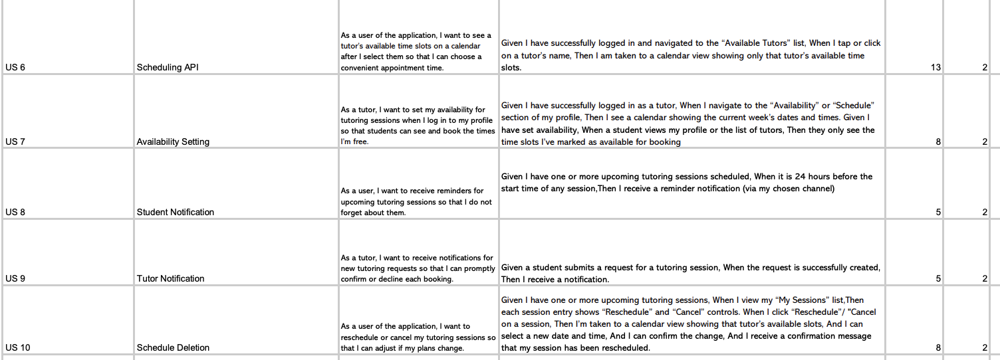 As a user of the application, I want to see a
tutor's available time slots on a calendar
after I select them so that I can choose a
convenient appointment time.
Given I have successfully logged in and navigated to the “Available Tutors” list, When I tap or click
on a tutor's name, Then I am taken to a calendar view showing only that tutor's available time
slots.
US 6
Scheduling API
13
2
As a tutor, I want to set my availability for
tutoring sessions when I log in to my profile
so that students can see and book the times
I'm free.
Given I have successfully logged in as a tutor, When I navigate to the “Availability” or “Schedule”
section of my profile, Then I see a calendar showing the current week's dates and times. Given I
have set availability, When a student views my profile or the list of tutors, Then they only see the
time slots I've marked as available for booking
US 7
Availability Setting
8
2
As a user, I want to receive reminders for
upcoming tutoring sessions so that I do not
forget about them.
Given I have one or more upcoming tutoring sessions scheduled, When it is 24 hours before the
start time of any session,Then I receive a reminder notification (via my chosen channel)
US 8
Student Notification
5
2
As a tutor, I want to receive notifications for
new tutoring requests so that I can promptly
confirm or decline each booking.
Given a student submits a request for a tutoring session, When the request is successfully created,
Then I receive a notification.
US 9
Tutor Notification
5
2
As a user of the application, I want to
reschedule or cancel my tutoring sessions so
that I can adjust if my plans change.
Given I have one or more upcoming tutoring sessions, When I view my “My Sessions” list,Then
each session entry shows “Reschedule” and “Cancel” controls. When I click “Reschedule”/ "Cancel
on a session, Then I'm taken to a calendar view showing that tutor's available slots, And I can
select a new date and time, And I can confirm the change, And I receive a confirmation message
that my session has been rescheduled.
US 10
Schedule Deletion
8
2